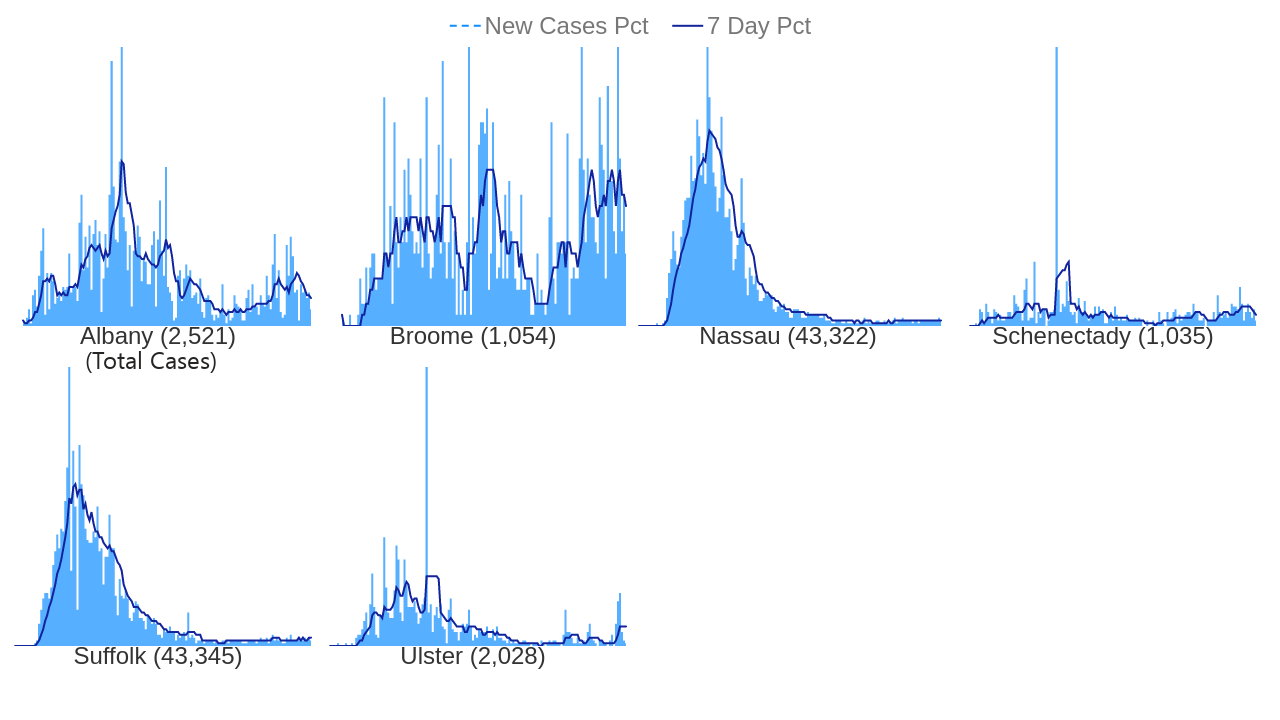 New Cases Pct 7 Day Pct
Albany (2,521)
(Total Cases)
Broome (1,054)
Nassau (43,322)
Schenectady (1,035)
Suffolk (43,345)
Ulster (2,028)